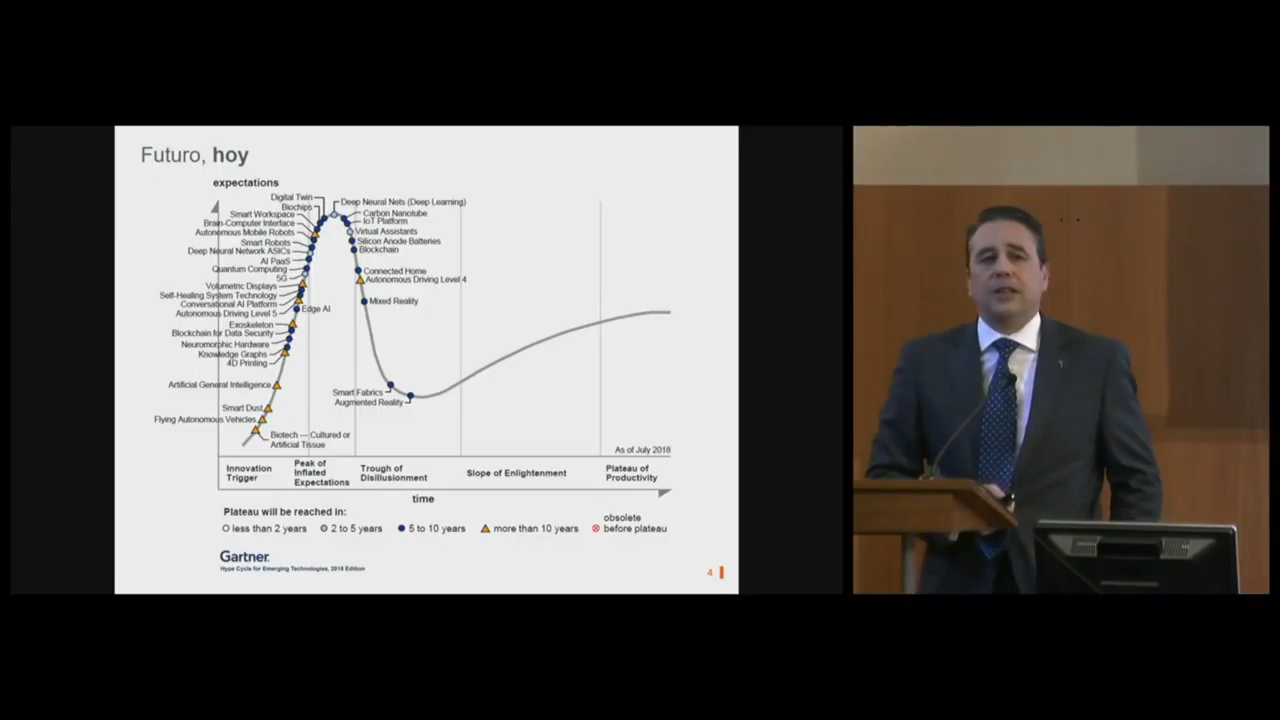 Futuro, hoy
expectations
Digital Twin
Deep Neural Nets (Deep Learning)
Biochips
Carbon Nanotube
Smart Workspace
IoT Platform
Brain-Computer Interface
Autonomous Mobile Robots
Virtual Assistants
Smart Robots
Silicon Anode Batteries
Deep Neural Network ASICs
Blockchain
AI PaaS
Quantum Computing
Connected Home
5G
Autonomous Driving Level 4
Volumetric Displays
Self-Healing System Technology
Mixed Reality
Conversational AI Platform
Autonomous Driving Level 5
Edge AI
Exoskeleton
Blockchain for Data Security
Neuromorphic Hardware
Knowledge Graphs
4D Printing
Artificial General Intelligence
Smart Fabrics
Augmented Reality
Smart Dust
Flying Autonomous Vehicles
Biotech — Cultured or
Artificial Tissue
As of July 2018
Innovation
Trigger
Peak of
Inflated
Expectations
Trough of
Disillusionment
Slope of Enlightenment
Plateau of
Productivity
time
Plateau will be reached in:
less than 2 years
2 to 5 years
5 to 10 years
more than 10 years
obsolete
before plateau
Gartner
Hype Cycle for Emerging Technologies, 2018 Edition
4